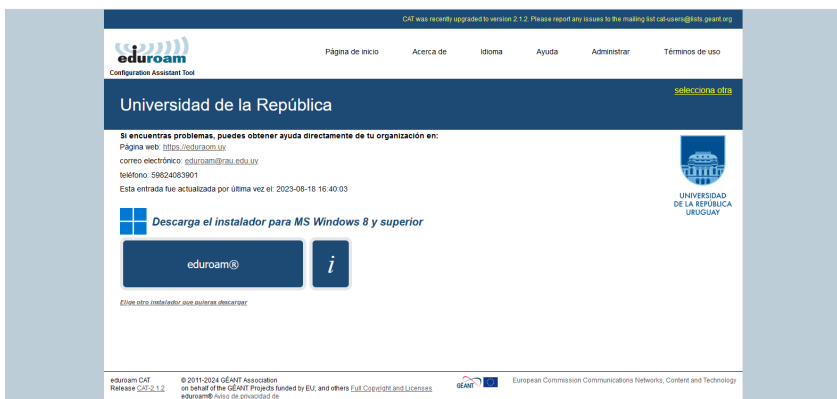 CAT was recently upgraded to version 2.1.2. Please report any issues to the mailing list cat-users@lists.geant.org
eduroam
Configuration Assistant Tool
Página de inicio
Acerca de
Idioma
Ayuda
Administrar
Términos de uso
selecciona otra
Universidad de la República
Si encuentras problemas, puedes obtener ayuda directamente de tu organización en:
Página web: https://eduraom.uy
correo electrónico: eduroam@rau.edu.uy
teléfono: 59824083901
Esta entrada fue actualizada por última vez el: 2023-08-18 16:40:03
UNIVERSIDAD
DE LA REPÚBLICA
URUGUAY
Descarga el instalador para MS Windows 8 y superior
eduroam®
i
Elige otro instalador que quieras descargar
eduroam CAT
Release CAT-2.1.2
© 2011-2024 GÉANT Association
on behalf of the GÉANT Projects funded by EU; and others Full Copyright and Licenses
eduroam® Aviso de privacidad de
GÉANT
European Commission Communications Networks, Content and Technology